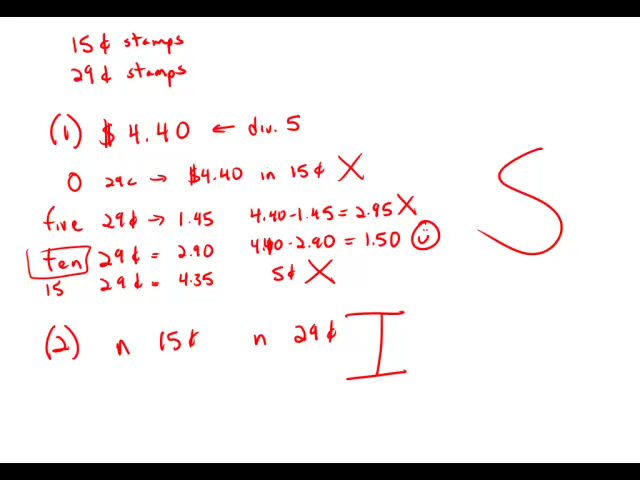 15¢ stamps
29¢ stamps
(1) $4.40 ← div. 5
0 29¢ → $4.40 in 15¢ X
five 29¢ → 1.45 4.40-1.45 = 2.95 X
ten 29¢ = 2.90 4.40-2.90 = 1.50
15 29¢ = 4.35 5¢ X
(2) n 15¢ n 29¢ I
S